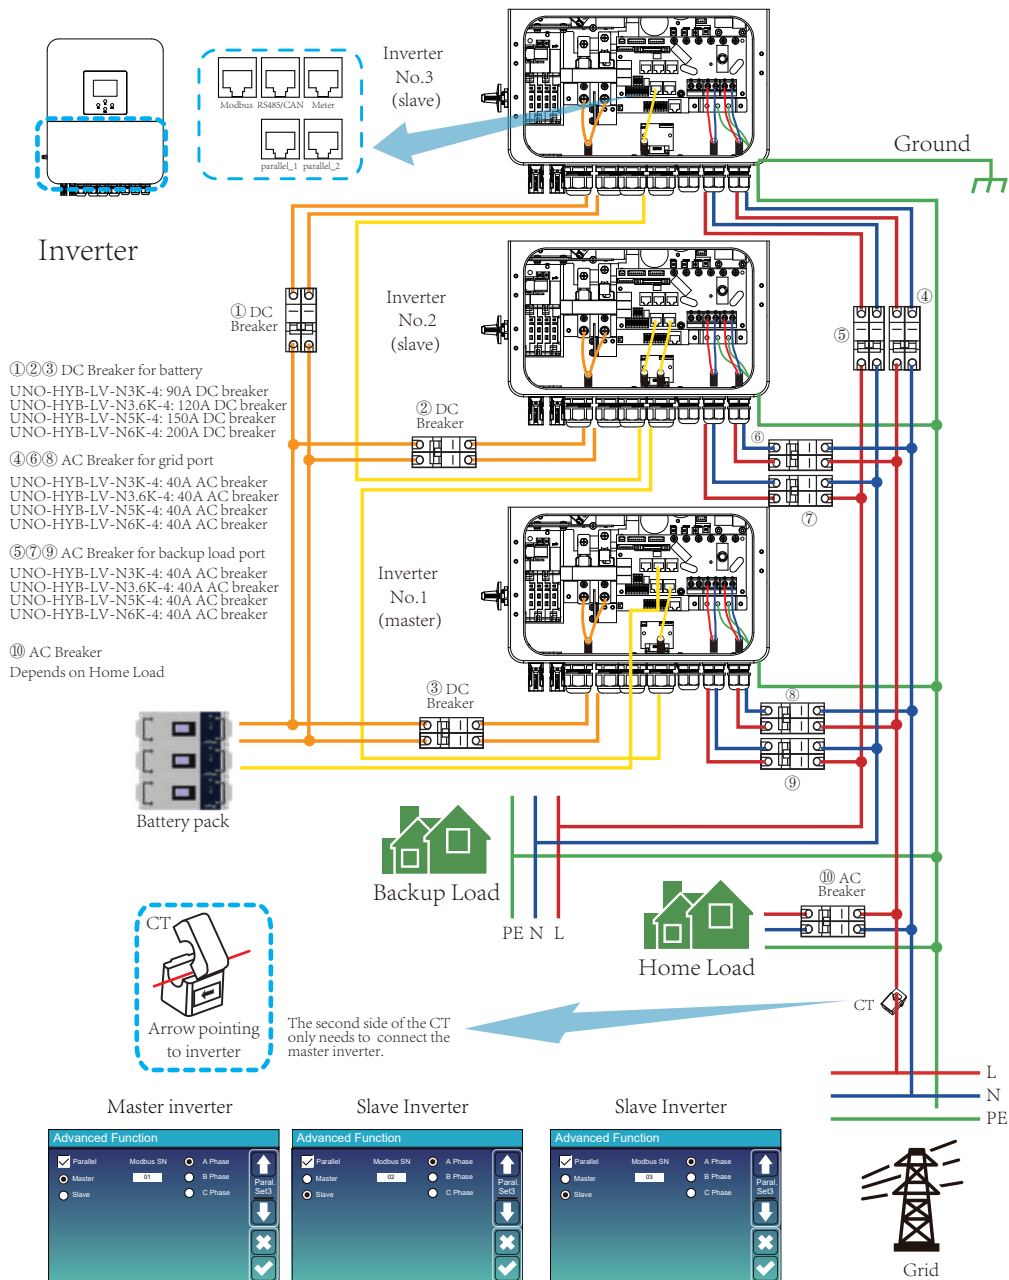 Modbus RS485/CAN Meter
parallel_1 parallel_2
Inverter
No.3
(slave)
Ground
Inverter
① DC
Breaker
Inverter
No.2
(slave)
④
⑤
①②③ DC Breaker for battery
UNO-HYB-LV-N3K-4: 90A DC breaker
UNO-HYB-LV-N3.6K-4: 120A DC breaker
UNO-HYB-LV-N5K-4: 150A DC breaker
UNO-HYB-LV-N6K-4: 200A DC breaker
② DC
Breaker
⑥
⑦
④⑥⑧ AC Breaker for grid port
UNO-HYB-LV-N3K-4: 40A AC breaker
UNO-HYB-LV-N3.6K-4: 40A AC breaker
UNO-HYB-LV-N5K-4: 40A AC breaker
UNO-HYB-LV-N6K-4: 40A AC breaker
⑤⑦⑨ AC Breaker for backup load port
UNO-HYB-LV-N3K-4: 40A AC breaker
UNO-HYB-LV-N3.6K-4: 40A AC breaker
UNO-HYB-LV-N5K-4: 40A AC breaker
UNO-HYB-LV-N6K-4: 40A AC breaker
Inverter
No.1
(master)
⑩ AC Breaker
Depends on Home Load
③ DC
Breaker
⑧
⑨
Battery pack
Backup Load
PE N L
⑩ AC
Breaker
Home Load
CT
CT
Arrow pointing
to inverter
The second side of the CT
only needs to connect the
master inverter.
L
N
PE
Master inverter
Advanced Function
Parallel Modbus SN A Phase
Master 01 B Phase
Slave C Phase
Paral.
Set3
Slave Inverter
Advanced Function
Parallel Modbus SN A Phase
Master 02 B Phase
Slave C Phase
Paral.
Set3
Slave Inverter
Advanced Function
Parallel Modbus SN A Phase
Master 03 B Phase
Slave C Phase
Paral.
Set3
Grid